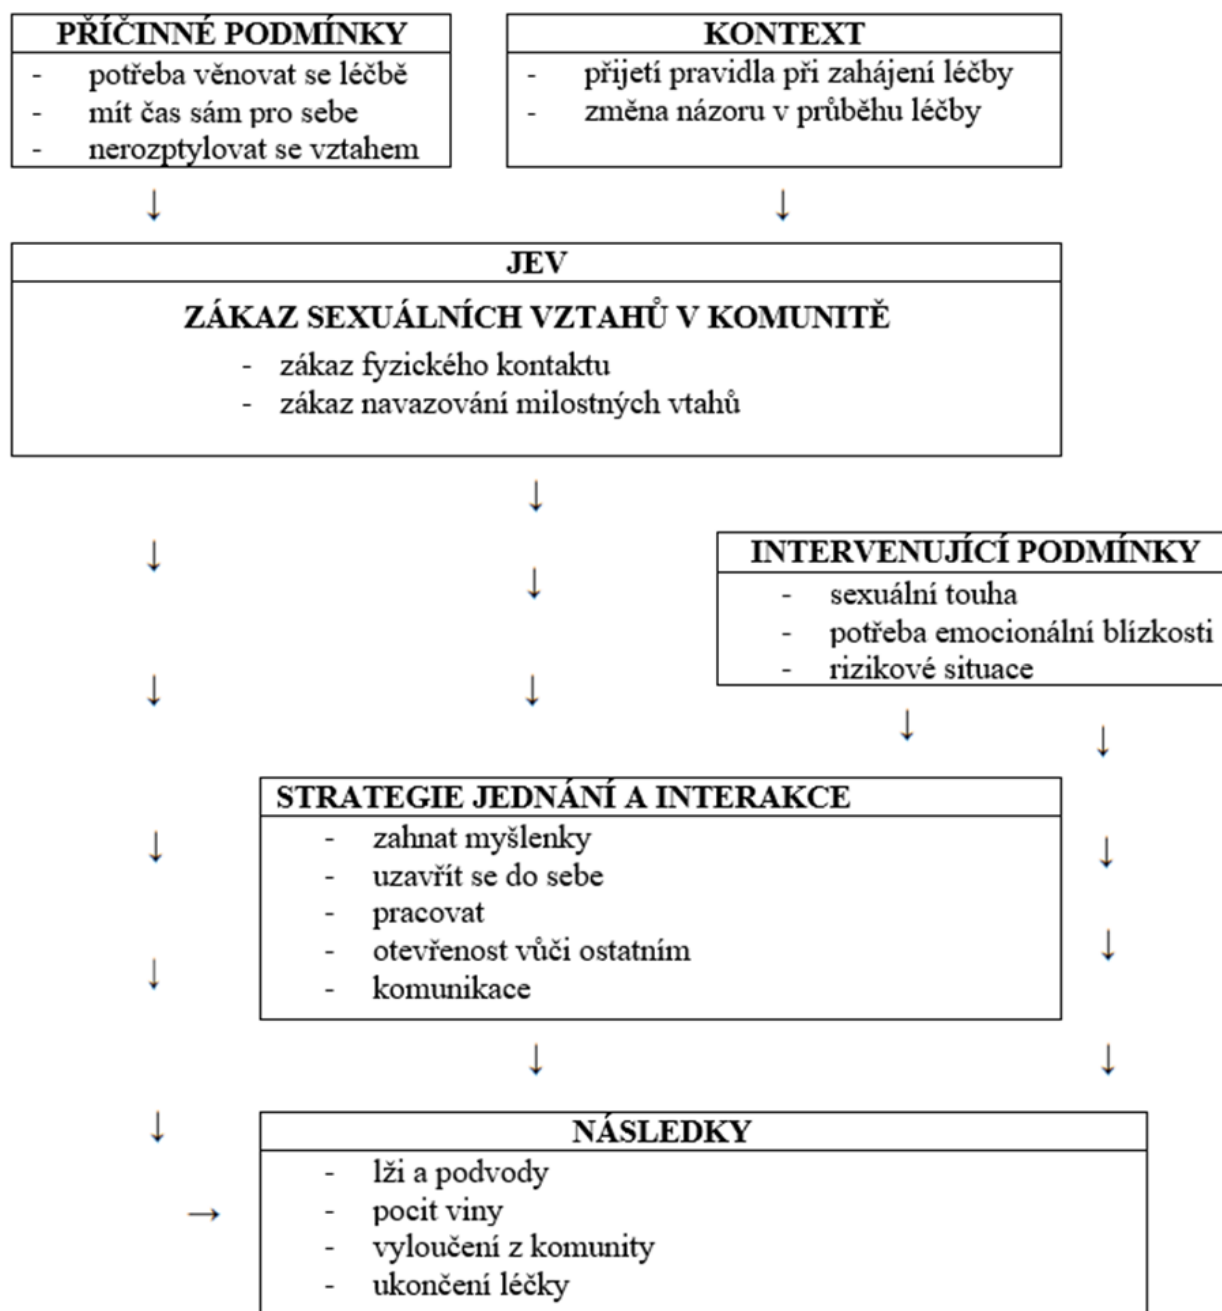 PŘÍČINNÉ PODMÍNKY
- potřeba věnovat se léčbě
- mít čas sám pro sebe
- nerozptylovat se vztahem
KONTEXT
- přijetí pravidla při zahájení léčby
- změna názoru v průběhu léčby
↓ ↓
JEV
ZÁKAZ SEXUÁLNÍCH VZTAHŮ V KOMUNITĚ
- zákaz fyzického kontaktu
- zákaz navazování milostných vtahů
INTERVENUJÍCÍ PODMÍNKY
- sexuální touha
- potřeba emocionální blízkosti
- rizikové situace
STRATEGIE JEDNÁNÍ A INTERAKCE
- zahnat myšlenky
- uzavřít se do sebe
- pracovat
- otevřenost vůči ostatním
- komunikace
NÁSLEDKY
- lži a podvody
- pocit viny
- vyloučení z komunity
- ukončení léčky